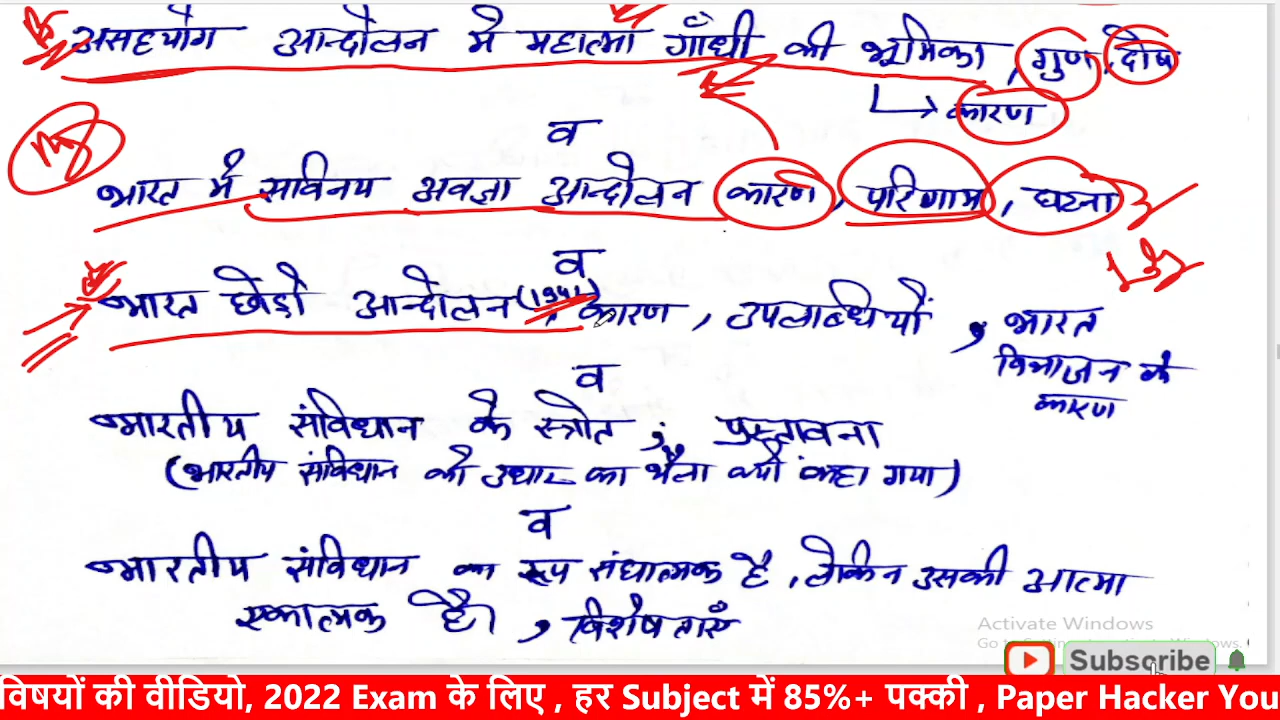 असहयोग आन्दोलन में महात्मा गाँधी की भूमिका, गुण, दोष
↳ कारण
व
भारत में सविनय अवज्ञा आन्दोलन कारण, परिणाम, घटना
व
भारत छोड़ो आन्दोलन (1941) कारण, उपलाब्धियाँ, भारत
विभाजन के
कारण
व
भारतीय संविधान के स्त्रोत, प्रस्तावना
(भारतीय संविधान को उधार का थैला क्यों कहा गया)
व
भारतीय संविधान का रूप संघात्मक है, लेकिन उसकी आत्मा
एकात्मक है।, विशेषताएँ
Activate Windows
Subscribe
विषयों की वीडियो, 2022 Exam के लिए , हर Subject में 85%+ पक्की , Paper Hacker You